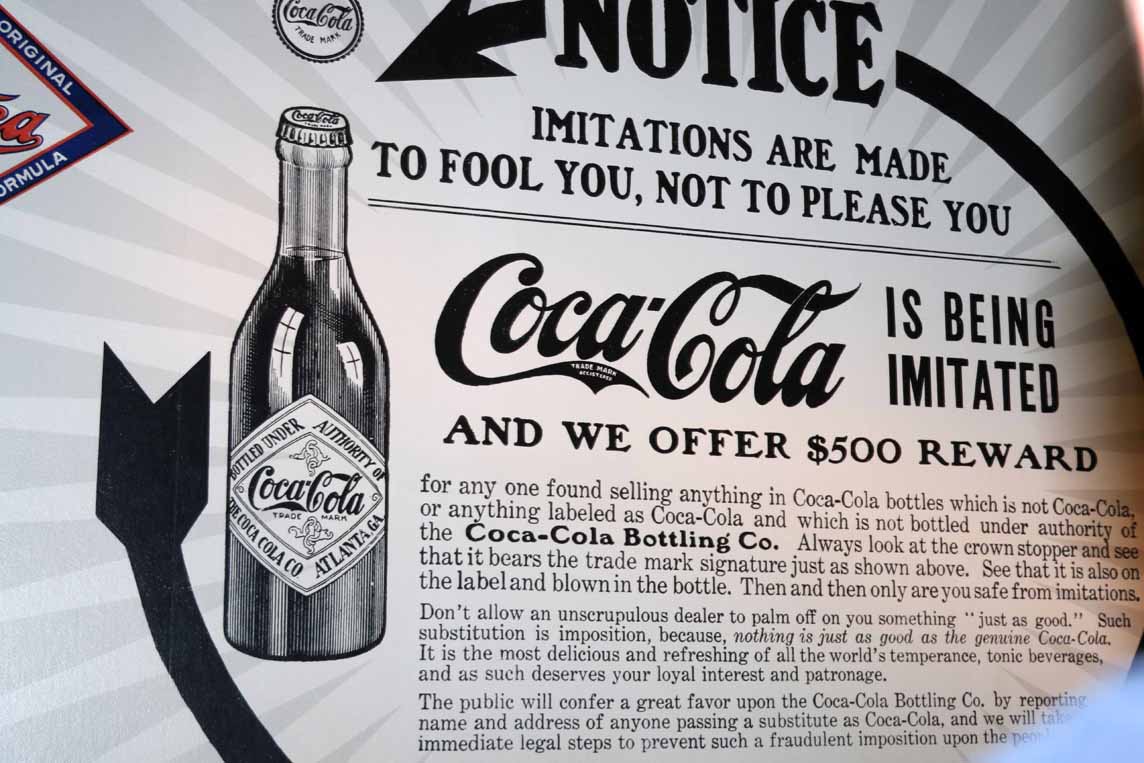 ORIGINAL
FORMULA
Coca-Cola
TRADE MARK
NOTICE
IMITATIONS ARE MADE
TO FOOL YOU, NOT TO PLEASE YOU
Coca-Cola
Coca-Cola
TRADE MARK
REGISTERED
IS BEING
IMITATED
AND WE OFFER $500 REWARD
for any one found selling anything in Coca-Cola bottles which is not Coca-Cola,
or anything labeled as Coca-Cola and which is not bottled under authority of
the Coca-Cola Bottling Co. Always look at the crown stopper and see
that it bears the trade mark signature just as shown above. See that it is also on
the label and blown in the bottle. Then and then only are you safe from imitations.
Don't allow an unscrupulous dealer to palm off on you something "just as good." Such
substitution is imposition, because, nothing is just as good as the genuine Coca-Cola.
It is the most delicious and refreshing of all the world's temperance, tonic beverages,
and as such deserves your loyal interest and patronage.
The public will confer a great favor upon the Coca-Cola Bottling Co. by reporting
name and address of anyone passing a substitute as Coca-Cola, and we will take
immediate legal steps to prevent such a fraudulent imposition upon the
BOTTLED UNDER AUTHORITY OF
Coca-Cola
TRADE MARK
THE COCA COLA CO ATLANTA GA.